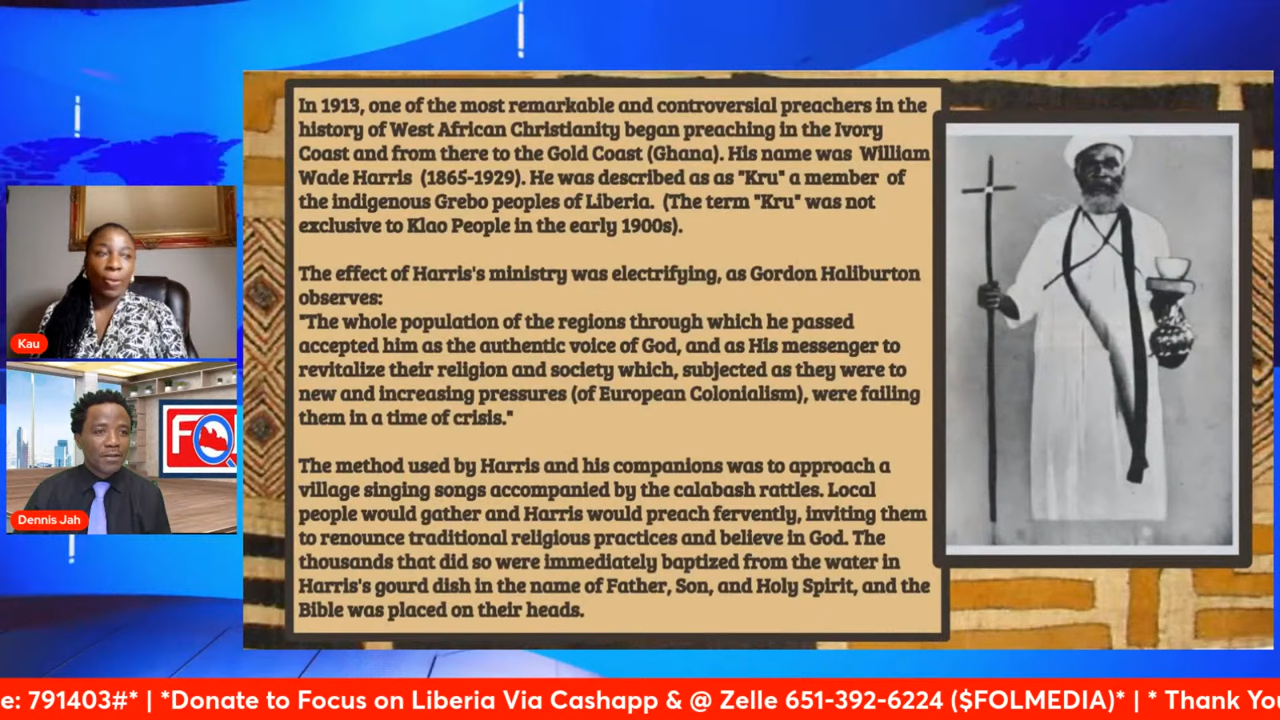 In 1913, one of the most remarkable and controversial preachers in the
history of West African Christianity began preaching in the Ivory
Coast and from there to the Gold Coast (Ghana). His name was William
Wade Harris (1865-1929). He was described as as "Kru" a member of
the indigenous Grebo peoples of Liberia. (The term "Kru" was not
exclusive to Klao People in the early 1900s).
The effect of Harris's ministry was electrifying, as Gordon Haliburton
observes:
"The whole population of the regions through which he passed
accepted him as the authentic voice of God, and as His messenger to
revitalize their religion and society which, subjected as they were to
new and increasing pressures (of European Colonialism), were failing
them in a time of crisis."
The method used by Harris and his companions was to approach a
village singing songs accompanied by the calabash rattles. Local
people would gather and Harris would preach fervently, inviting them
to renounce traditional religious practices and believe in God. The
thousands that did so were immediately baptized from the water in
Harris's gourd dish in the name of Father, Son, and Holy Spirit, and the
Bible was placed on their heads.
Kau
FO
Dennis Jah
e: 791403#* | *Donate to Focus on Liberia Via Cashapp & @ Zelle 651-392-6224 ($FOLMEDIA)* | * Thank You